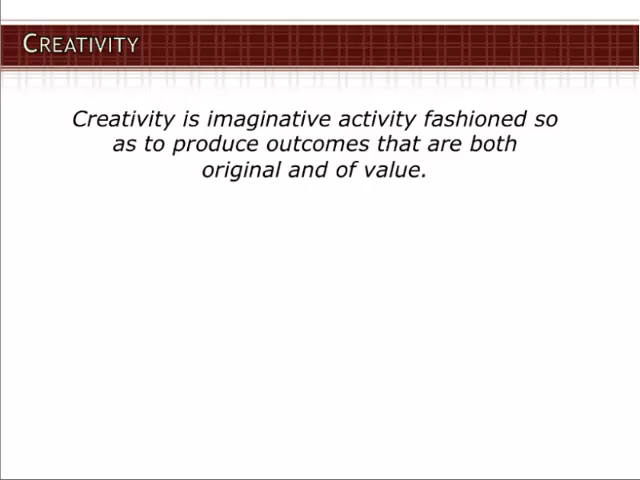 CREATIVITY
Creativity is imaginative activity fashioned so
as to produce outcomes that are both
original and of value.